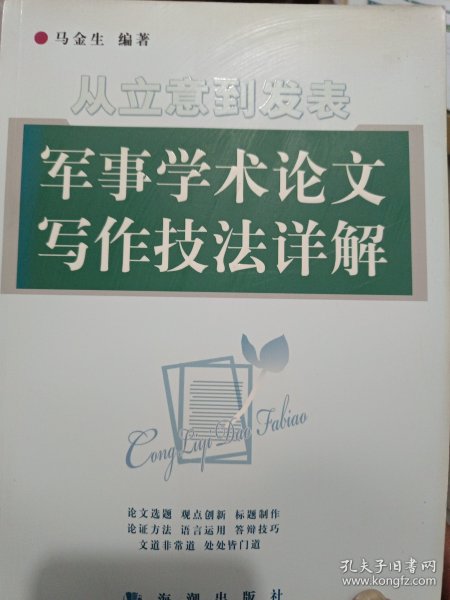 马金生 编著
从立意到发表
军事学术论文
写作技法详解
Cong Liyi Dao Fabiao
论文选题 观点创新 标题制作
论证方法 语言运用 答辩技巧
文道非常道 处处皆门道
海潮出版社
孔夫子旧书网